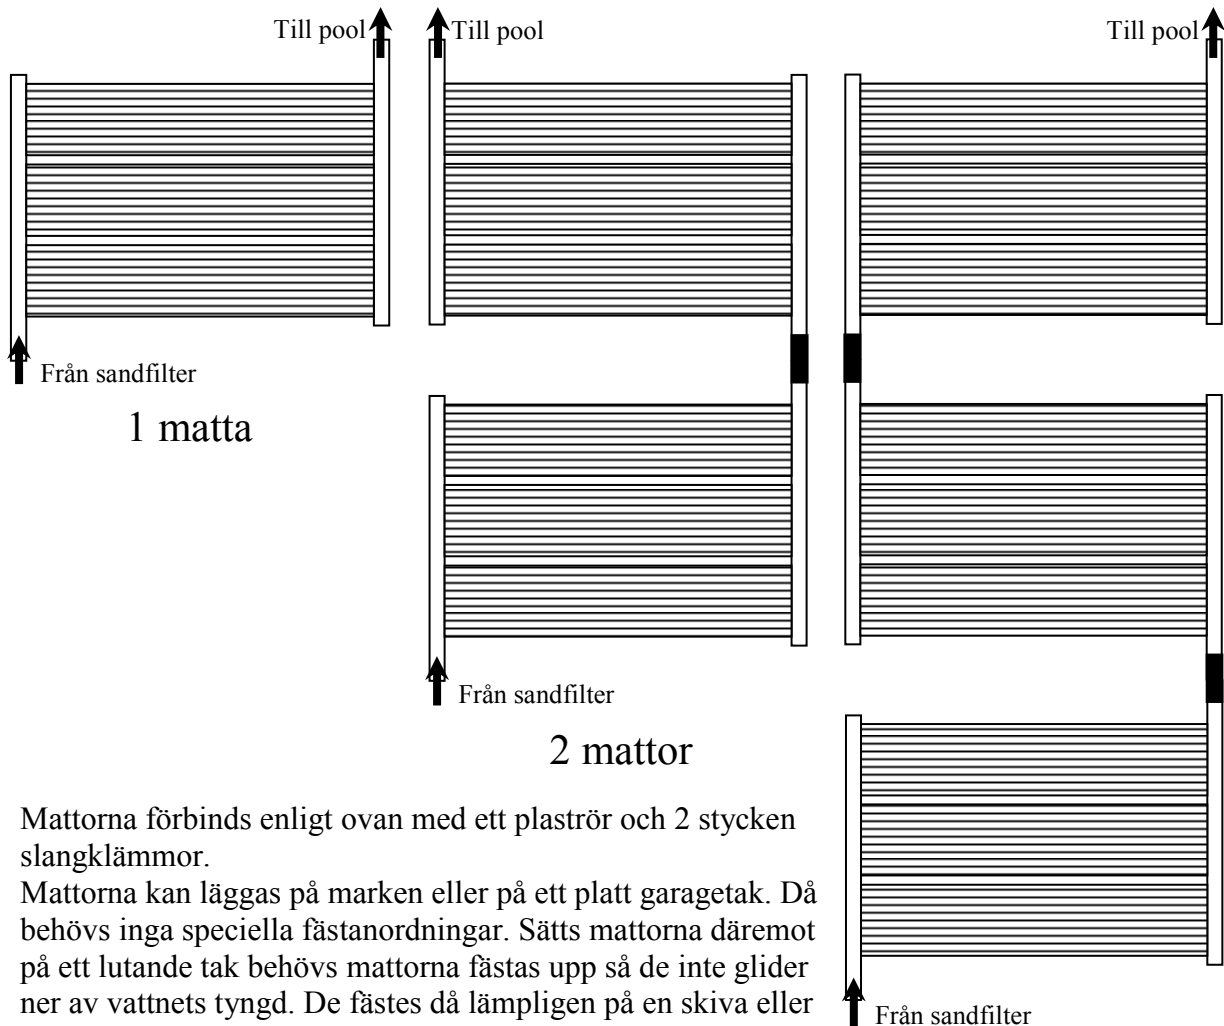 Till pool
Till pool
Till pool
Från sandfilter
1 matta
Från sandfilter
2 mattor
Mattorna förbinds enligt ovan med ett plaströr och 2 stycken
slangklämmor.
Mattorna kan läggas på marken eller på ett platt garagetak. Då
behövs inga speciella fästanordningar. Sätts mattorna däremot
på ett lutande tak behövs mattorna fästas upp så de inte glider
ner av vattnets tyngd. De fästes då lämpligen på en skiva eller
Från sandfilter